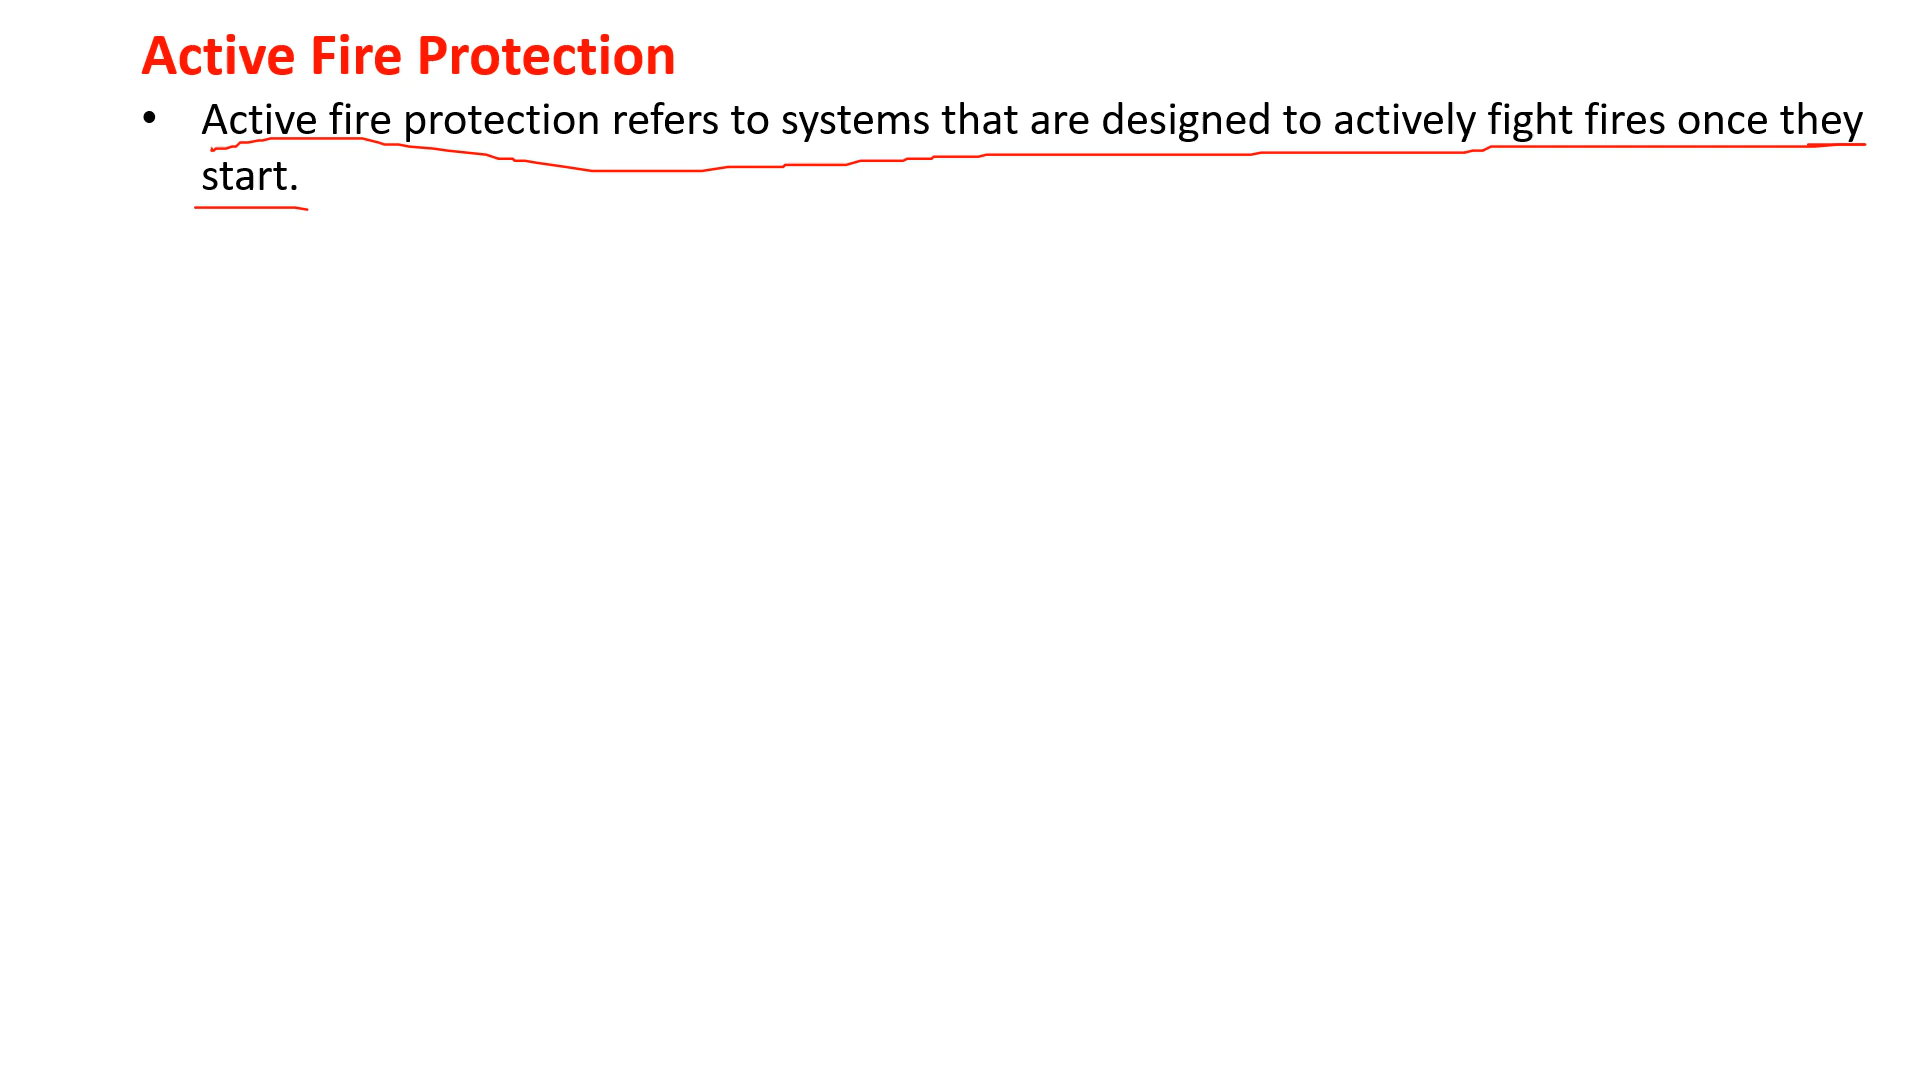 Active Fire Protection
• Active fire protection refers to systems that are designed to actively fight fires once they
start.